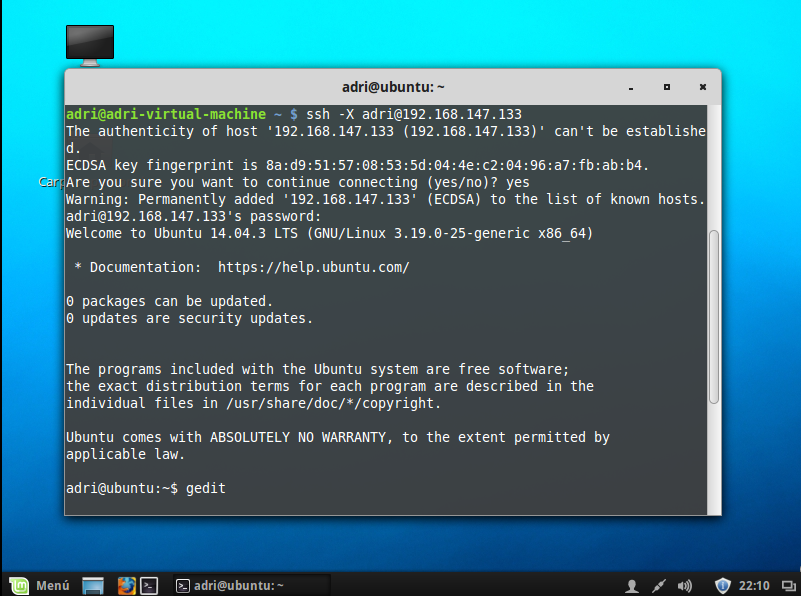 adri@ubuntu: ~
adri@adri-virtual-machine ~ $ ssh -X adri@192.168.147.133
The authenticity of host '192.168.147.133 (192.168.147.133)' can't be establishe
d.
ECDSA key fingerprint is 8a:d9:51:57:08:53:5d:04:4e:c2:04:96:a7:fb:ab:b4.
Are you sure you want to continue connecting (yes/no)? yes
Warning: Permanently added '192.168.147.133' (ECDSA) to the list of known hosts.
adri@192.168.147.133's password:
Welcome to Ubuntu 14.04.3 LTS (GNU/Linux 3.19.0-25-generic x86_64)
* Documentation:  https://help.ubuntu.com/
0 packages can be updated.
0 updates are security updates.
The programs included with the Ubuntu system are free software;
the exact distribution terms for each program are described in the
individual files in /usr/share/doc/*/copyright.
Ubuntu comes with ABSOLUTELY NO WARRANTY, to the extent permitted by
applicable law.
adri@ubuntu:~$ gedit
Menú
adri@ubuntu: ~
22:10